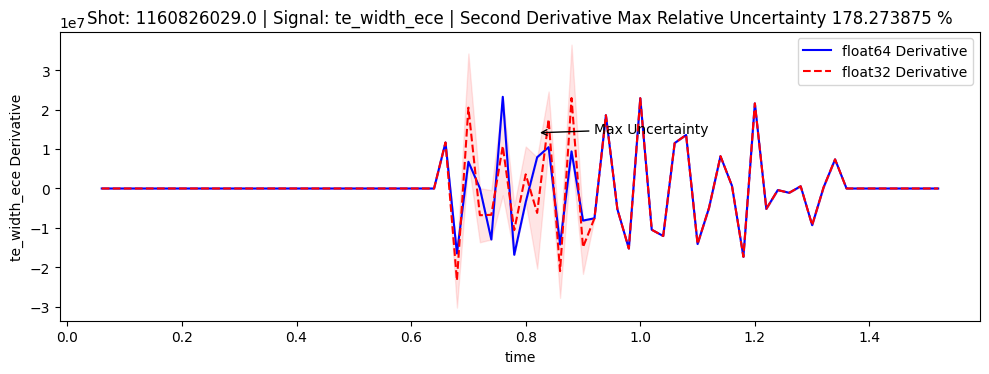 Shot: 1160826029.0 | Signal: te_width_ece | Second Derivative Max Relative Uncertainty 178.273875 %
1e7
float64 Derivative
float32 Derivative
Max Uncertainty
te_width_ece Derivative
3
2
1
0
−1
−2
−3
0.0 0.2 0.4 0.6 0.8 1.0 1.2 1.4
time